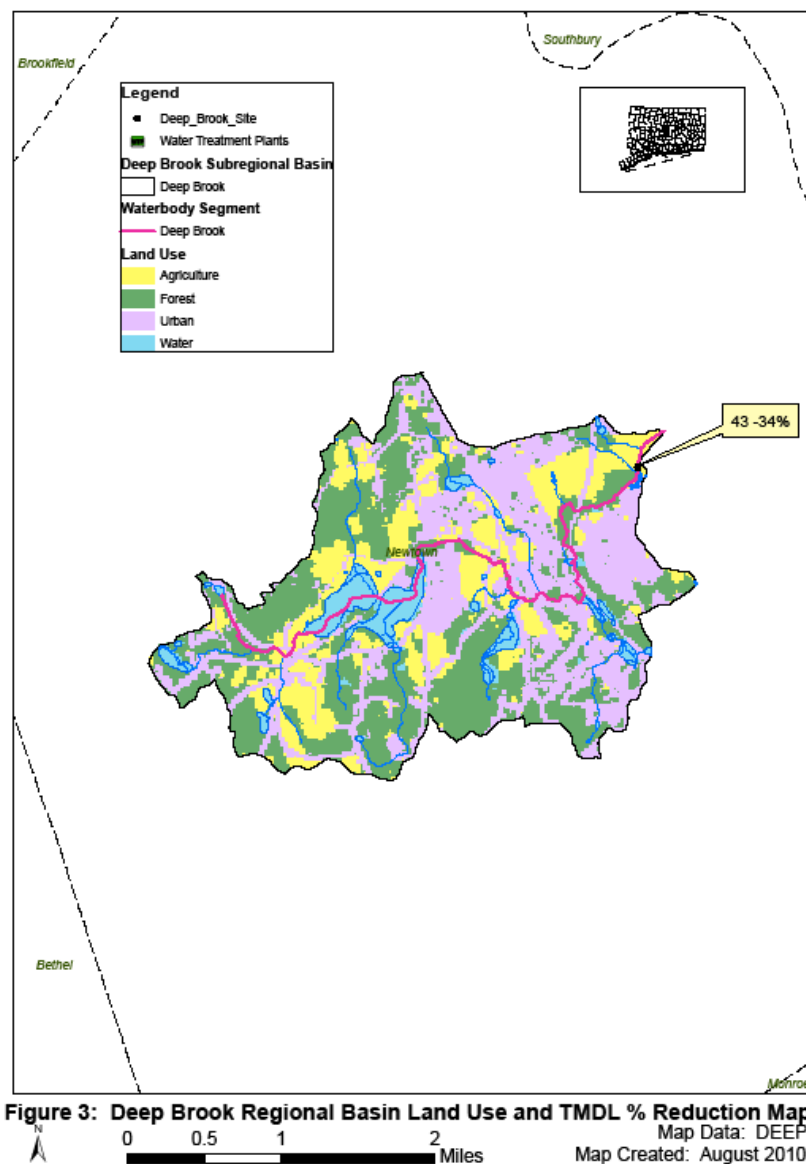 Southbury
Brookfield
Legend
Deep_Brook_Site
Water Treatment Plants
Deep Brook Subregional Basin
Deep Brook
Waterbody Segment
Deep Brook
Land Use
Agriculture
Forest
Urban
Water
43 -34%
Newtown
Bethel
Monroe
Figure 3: Deep Brook Regional Basin Land Use and TMDL % Reduction Map
N
Map Data: DEEP
0 0.5 1 2
Miles
Map Created: August 2010